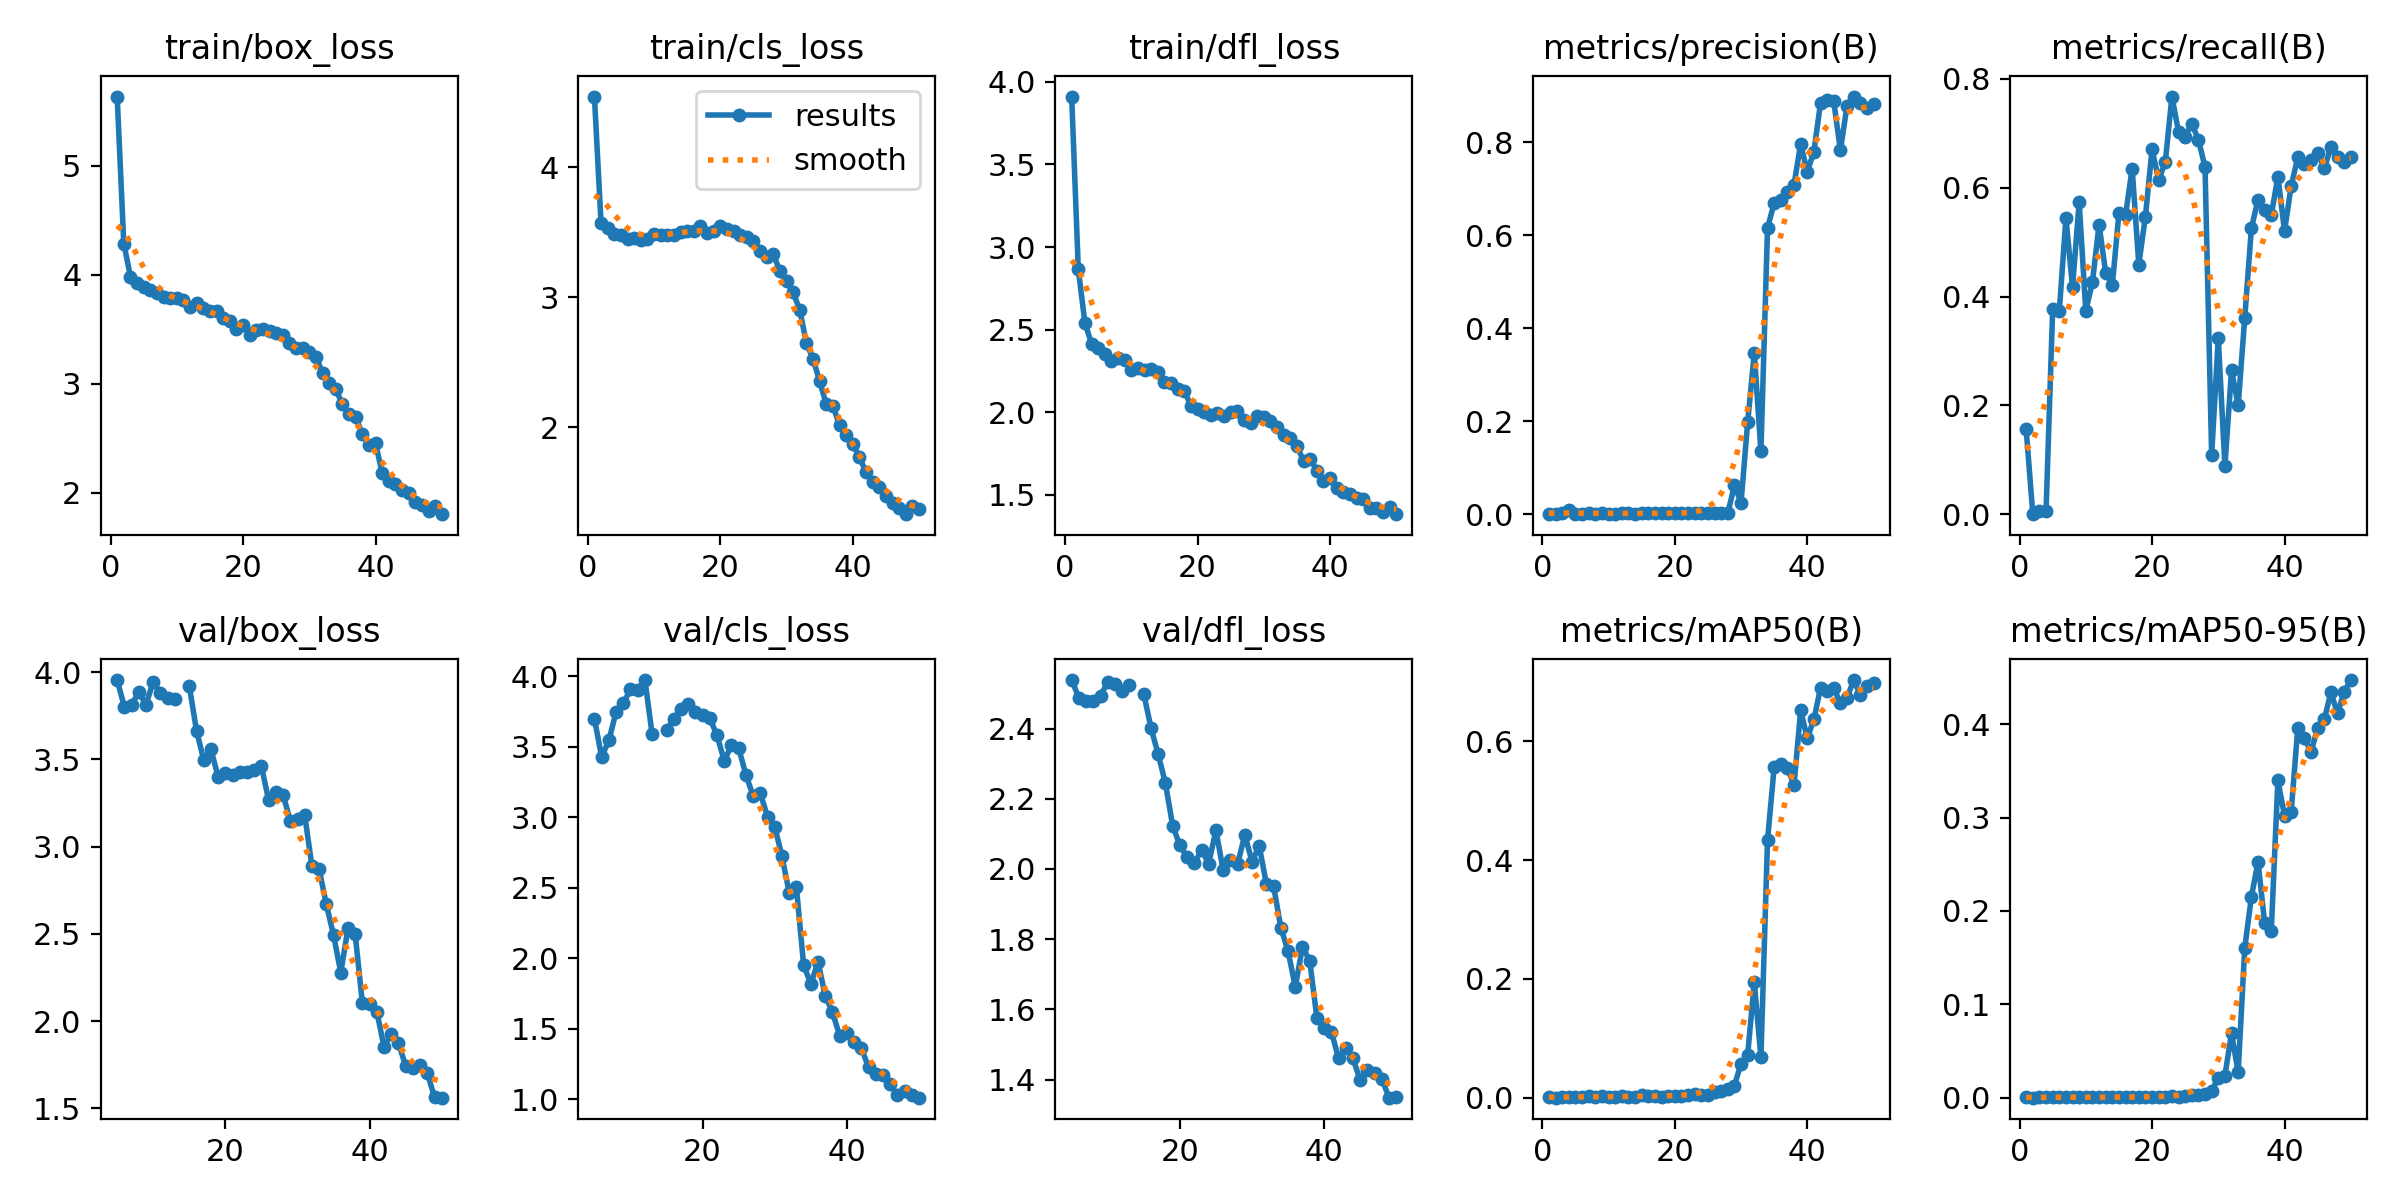 train/box_loss
train/cls_loss
train/dfl_loss
metrics/precision(B)
metrics/recall(B)
5
4
3
2
0 20 40
4
3
2
0 20 40
results
smooth
4.0
3.5
3.0
2.5
2.0
1.5
0 20 40
0.8
0.6
0.4
0.2
0.0
0 20 40
0.8
0.6
0.4
0.2
0.0
0 20 40
val/box_loss
val/cls_loss
val/dfl_loss
metrics/mAP50(B)
metrics/mAP50-95(B)
4.0
3.5
3.0
2.5
2.0
1.5
20 40
4.0
3.5
3.0
2.5
2.0
1.5
1.0
20 40
2.4
2.2
2.0
1.8
1.6
1.4
20 40
0.6
0.4
0.2
0.0
0 20 40
0.4
0.3
0.2
0.1
0.0
0 20 40